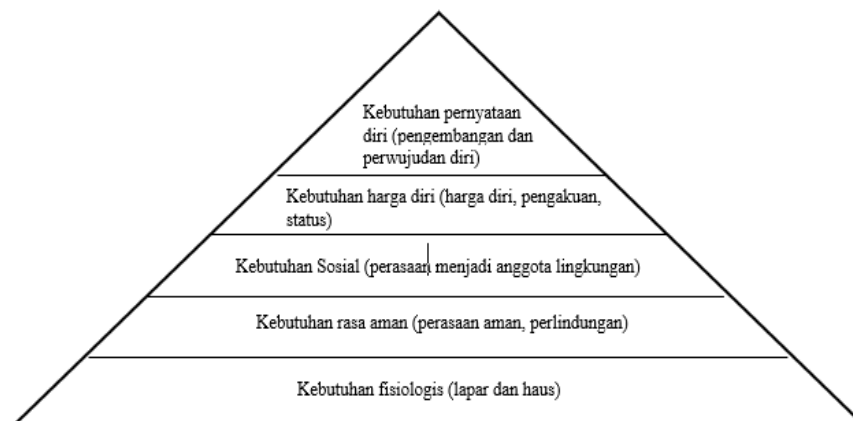 Kebutuhan pernyataan
diri (pengembangan dan
perwujudan diri)
Kebutuhan harga diri (harga diri, pengakuan,
status)
Kebutuhan Sosial (perasaan menjadi anggota lingkungan)
Kebutuhan rasa aman (perasaan aman, perlindungan)
Kebutuhan fisiologis (lapar dan haus)